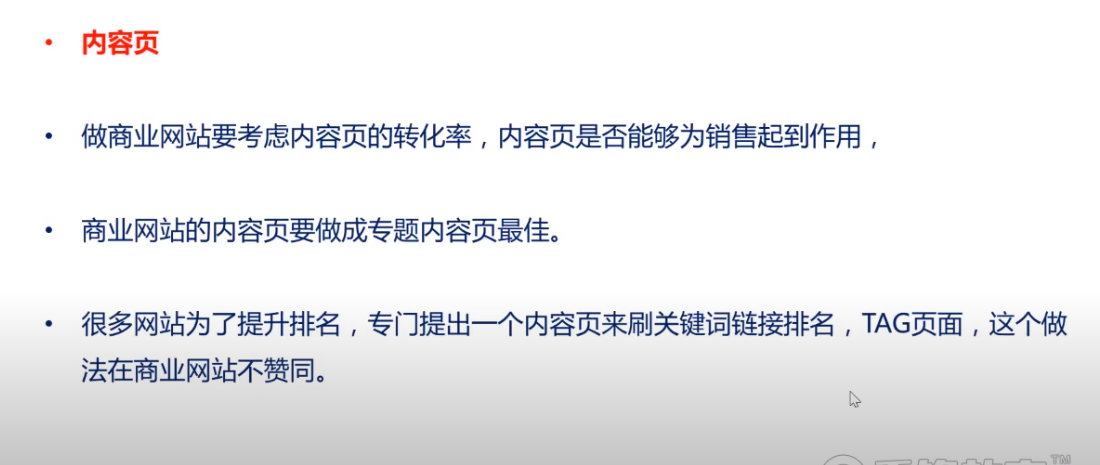 • 内容页
• 做商业网站要考虑内容页的转化率，内容页是否能够为销售起到作用，
• 商业网站的内容页要做成专题内容页最佳。
• 很多网站为了提升排名，专门提出一个内容页来刷关键词链接排名，TAG页面，这个做
法在商业网站不赞同。
TM